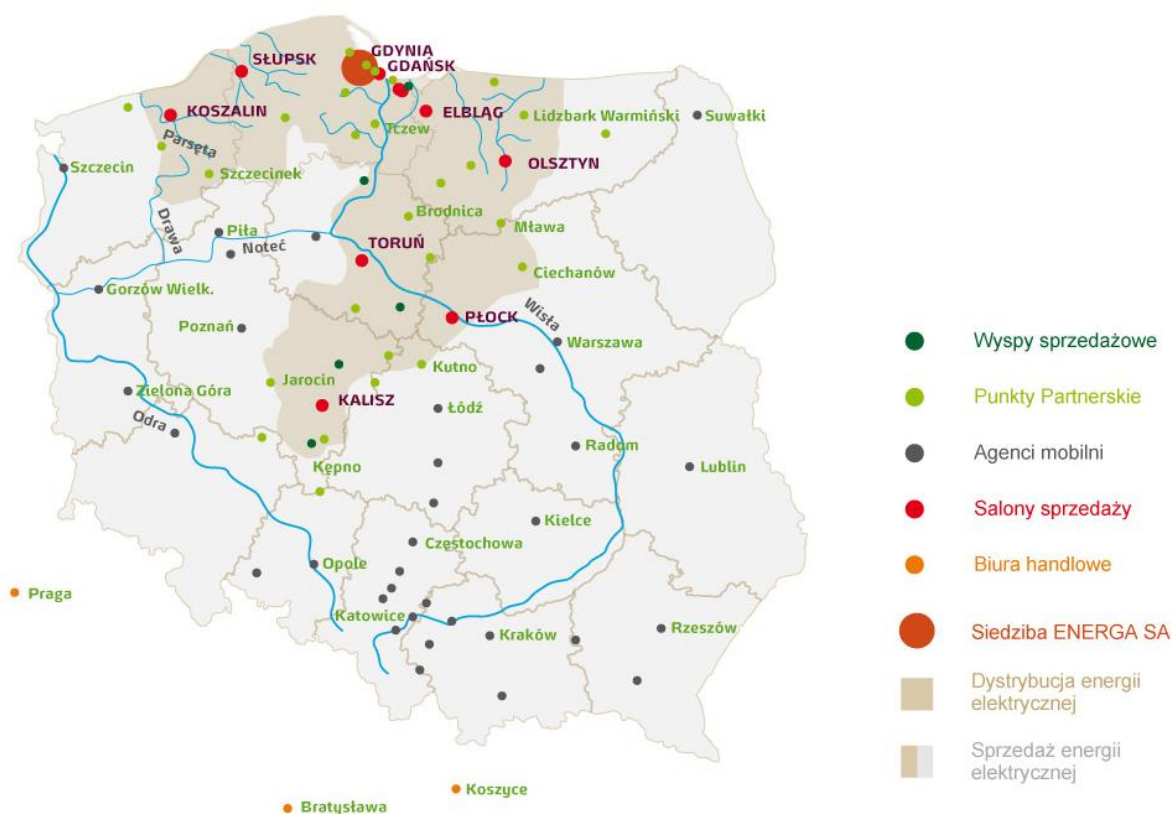 GDYNIA
SŁUPSK
GDAŃSK
KOSZALIN
ELBLĄG
Lidzbark Warmiński
Suwałki
Tczew
Parsęta
OLSZTYN
Szczecin
Szczecinek
Brodnica
Mława
Drawa
Piła
Noteć
TORUŃ
Ciechanów
Gorzów Wielk.
Wisła
PŁOCK
Poznań
Warszawa
Wyspy sprzedażowe
Kutno
Jarocin
Zielona Góra
KALISZ
Punkty Partnerskie
Łódź
Odra
Radom
Agenci mobilni
Kępno
Lublin
Salony sprzedaży
Kielce
Częstochowa
Opole
Biura handlowe
Praga
Katowice
Kraków
Rzeszów
Siedziba ENERGA SA
Dystrybucja energii
elektrycznej
Sprzedaż energii
elektrycznej
Koszyce
Bratysława